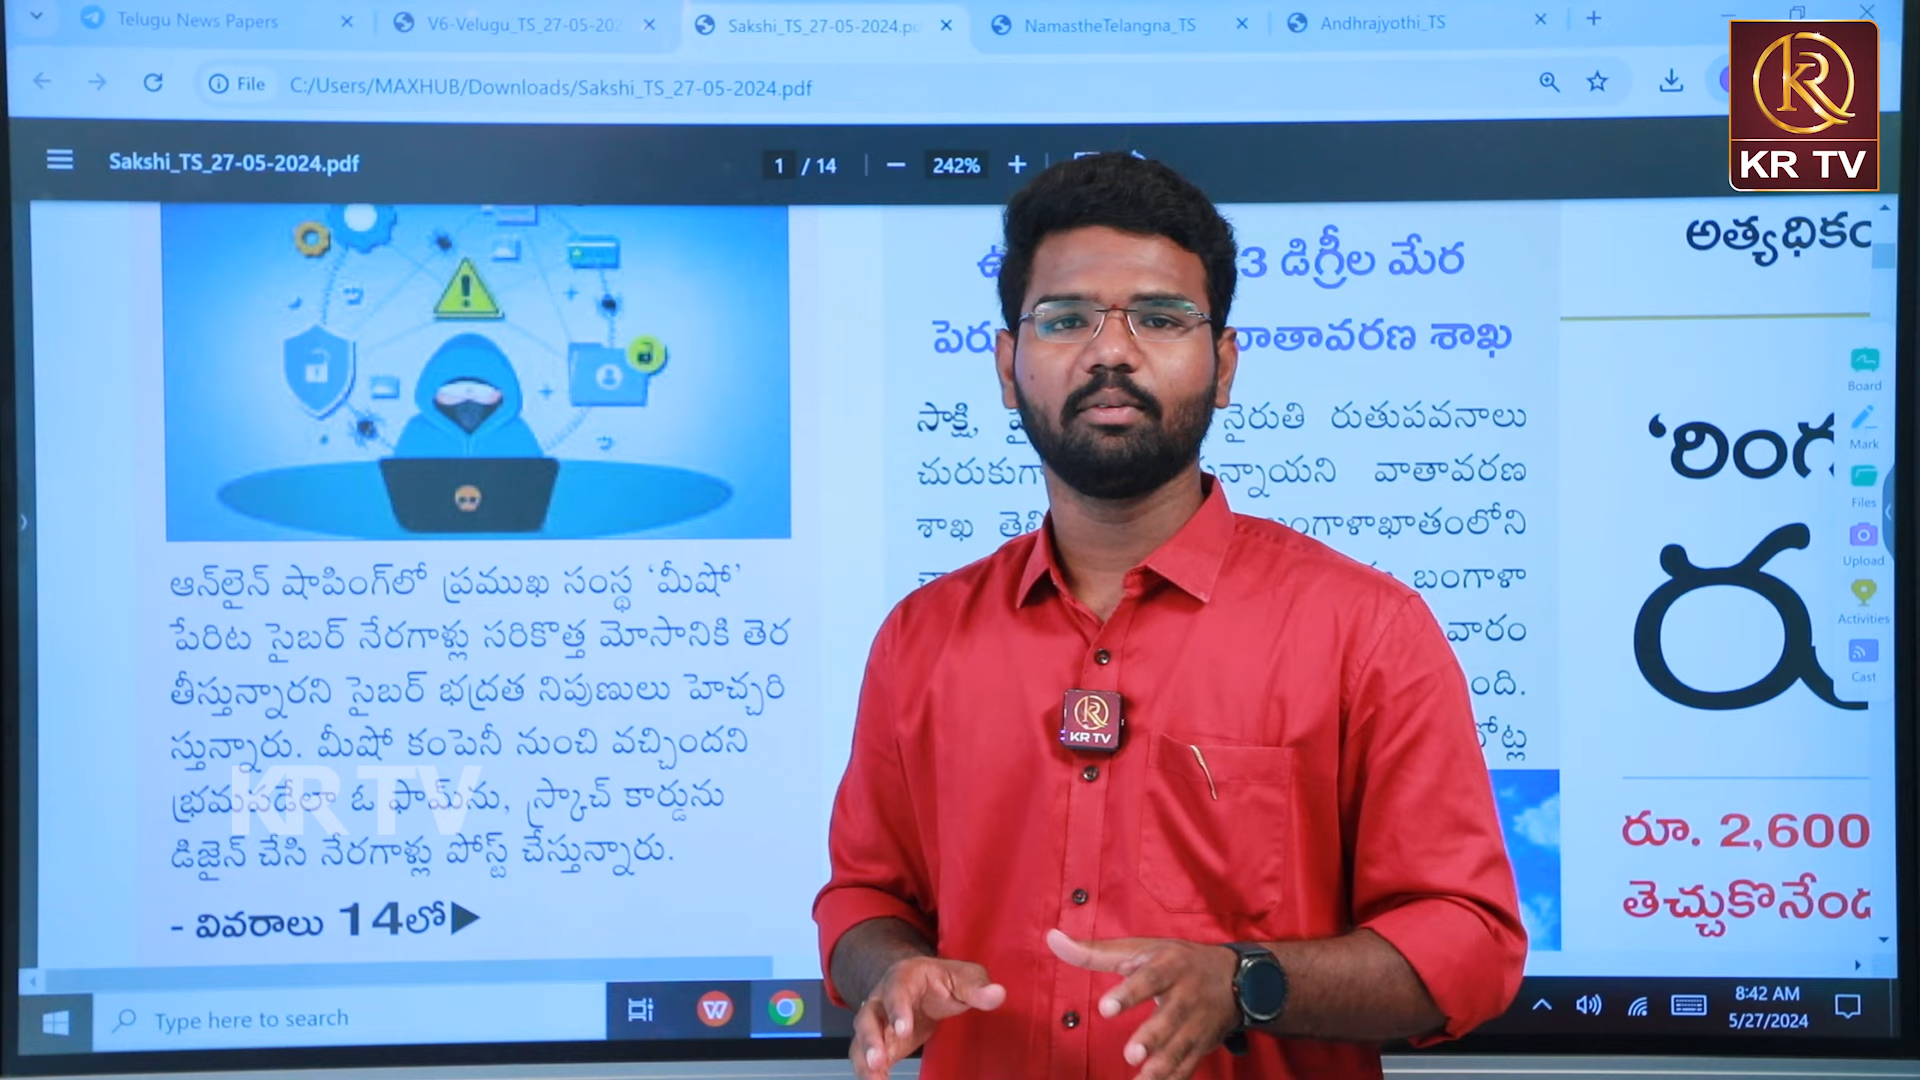 Telugu News Papers
V6-Velugu_TS_27-05-202
Sakshi_TS_27-05-2024.pd
NamastheTelangna_TS
Andhrajyothi_TS
File
C:/Users/MAXHUB/Downloads/Sakshi_TS_27-05-2024.pdf
Sakshi_TS_27-05-2024.pdf
1 / 14
242%
KR TV
3 డిగ్రీల మేర
వాతావరణ శాఖ
సాక్షి,
నైరుతి రుతుపవనాలు
వాతావరణ
శాఖ
బంగాళా
వారం
ఆన్‌లైన్ షాపింగ్‌లో ప్రముఖ సంస్థ ‘మీషో’
పేరిట సైబర్ నేరగాళ్లు సరికొత్త మోసానికి తెర
తీస్తున్నారని సైబర్ భద్రత నిపుణులు హెచ్చరి
స్తున్నారు. మీషో కంపెనీ నుంచి వచ్చిందని
భ్రమపడేలా ఓ ఫామ్‌ను, స్క్రాచ్ కార్డును
డిజైన్ చేసి నేరగాళ్లు పోస్ట్ చేస్తున్నారు.
- వివరాలు 14లో▶
KR TV
KR TV
‘రింగ
రు
రూ. 2,600
Board
Mark
Files
Upload
Activities
Cast
Type here to search
8:42 AM
5/27/2024